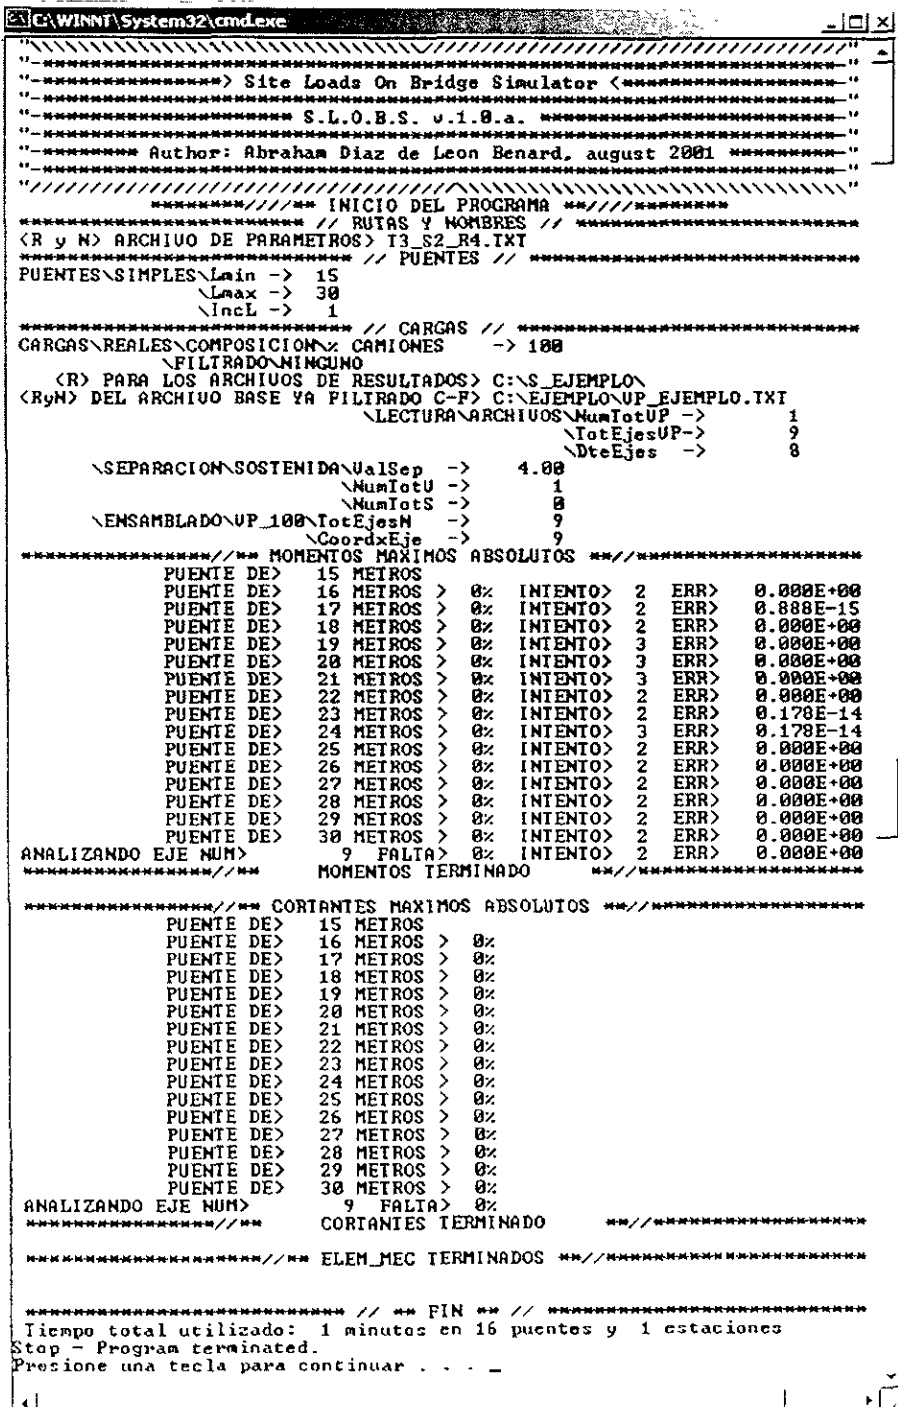 C:\WINNT\System32\cmd.exe
"\\\\\\\\\\\\\\\\\\\\\\\\\\\\\\\\\\\\\////////////////////////////////////"
"-*************************************************************************-"
"-*****************> Site Loads On Bridge Simulator <*********************-"
"-*************************************************************************-"
"-************************ S.L.O.B.S. v.1.0.a. *****************************-"
"-*************************************************************************-"
"-******** Author: Abraham Diaz de Leon Benard, august 2001 *********-"
"-*************************************************************************-"
"////////////////////////////////////\\\\\\\\\\\\\\\\\\\\\\\\\\\\\\\\\\\\\"
*********////** INICIO DEL PROGRAMA **////********
************************** // RUTAS Y NOMBRES // **************************
<R y N> ARCHIVO DE PARAMETROS> T3_S2_R4.TXT
**************************** // PUENTES // ****************************
PUENTES\SIMPLES\Lmin -> 15
\Lmax -> 30
\IncL -> 1
**************************** // CARGAS // ********************************
CARGAS\REALES\COMPOSICION\% CAMIONES -> 100
\FILTRADO\NINGUNO
<R> PARA LOS ARCHIVOS DE RESULTADOS> C:\S_EJEMPLO\
<RyN> DEL ARCHIVO BASE YA FILTRADO C-P> C:\EJEMPLO\VP_EJEMPLO.TXT
\LECTURA\ARCHIVOS\NumTotVP -> 1
\TotEjesVP-> 9
\DteEjes -> 8
\SEPARACION\SOSTENIDA\ValSep -> 4.00
\NumTotV -> 1
\NumTotS -> 0
\ENSAMBLADO\VP_100\TotEjesN -> 9
\CoordxEje -> 9
****************//** MOMENTOS MAXIMOS ABSOLUTOS **//*******************
PUENTE DE> 15 METROS
PUENTE DE> 16 METROS > 0% INTENTO> 2 ERR> 0.000E+00
PUENTE DE> 17 METROS > 0% INTENTO> 2 ERR> 0.888E-15
PUENTE DE> 18 METROS > 0% INTENTO> 2 ERR> 0.000E+00
PUENTE DE> 19 METROS > 0% INTENTO> 3 ERR> 0.000E+00
PUENTE DE> 20 METROS > 0% INTENTO> 3 ERR> 0.000E+00
PUENTE DE> 21 METROS > 0% INTENTO> 3 ERR> 0.000E+00
PUENTE DE> 22 METROS > 0% INTENTO> 2 ERR> 0.000E+00
PUENTE DE> 23 METROS > 0% INTENTO> 2 ERR> 0.178E-14
PUENTE DE> 24 METROS > 0% INTENTO> 3 ERR> 0.178E-14
PUENTE DE> 25 METROS > 0% INTENTO> 2 ERR> 0.000E+00
PUENTE DE> 26 METROS > 0% INTENTO> 2 ERR> 0.000E+00
PUENTE DE> 27 METROS > 0% INTENTO> 2 ERR> 0.000E+00
PUENTE DE> 28 METROS > 0% INTENTO> 2 ERR> 0.000E+00
PUENTE DE> 29 METROS > 0% INTENTO> 2 ERR> 0.000E+00
PUENTE DE> 30 METROS > 0% INTENTO> 2 ERR> 0.000E+00
ANALIZANDO EJE NUM> 9 FALTA> 0% INTENTO> 2 ERR> 0.000E+00
****************//** MOMENTOS TERMINADO **//*******************
****************//** CORTANTES MAXIMOS ABSOLUTOS **//******************
PUENTE DE> 15 METROS
PUENTE DE> 16 METROS > 0%
PUENTE DE> 17 METROS > 0%
PUENTE DE> 18 METROS > 0%
PUENTE DE> 19 METROS > 0%
PUENTE DE> 20 METROS > 0%
PUENTE DE> 21 METROS > 0%
PUENTE DE> 22 METROS > 0%
PUENTE DE> 23 METROS > 0%
PUENTE DE> 24 METROS > 0%
PUENTE DE> 25 METROS > 0%
PUENTE DE> 26 METROS > 0%
PUENTE DE> 27 METROS > 0%
PUENTE DE> 28 METROS > 0%
PUENTE DE> 29 METROS > 0%
PUENTE DE> 30 METROS > 0%
ANALIZANDO EJE NUM> 9 FALTA> 0%
****************//** CORTANTES TERMINADO **//******************
********************//** ELEM_MEC TERMINADOS **//**********************
*************************** // ** FIN ** // ***************************
Tiempo total utilizado: 1 minutos en 16 puentes y 1 estaciones
Stop - Program terminated.
Presione una tecla para continuar . . . _